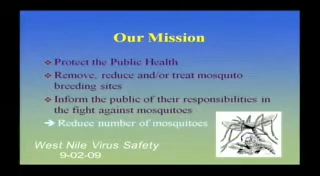 Our Mission
Protect the Public Health
Remove, reduce and/or treat mosquito
breeding sites
Inform the public of their responsibilities in
the fight against mosquitoes
Reduce number of mosquitoes
West Nile Virus Safety
9-02-09